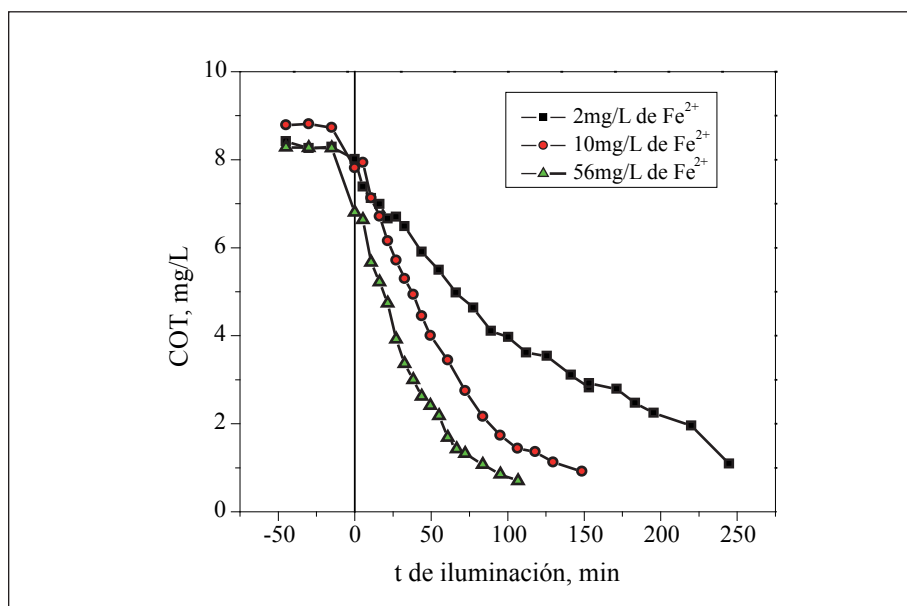 10
8
6
4
2
0
COT, mg/L
2mg/L de Fe²⁺
10mg/L de Fe²⁺
56mg/L de Fe²⁺
-50 0 50 100 150 200 250
t de iluminación, min